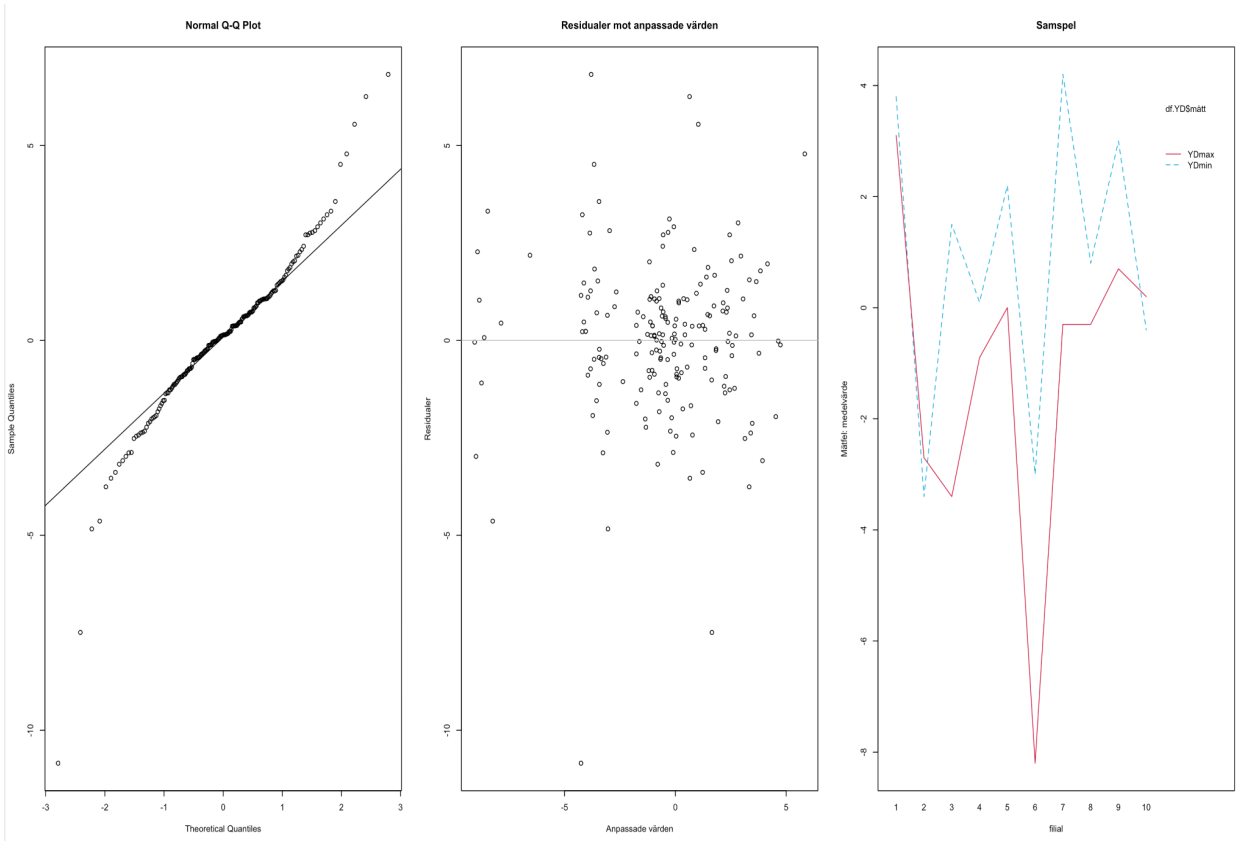 Normal Q-Q Plot
Sample Quantiles
5
0
-5
-10
-3 -2 -1 0 1 2 3
Theoretical Quantiles
Residualer mot anpassade värden
Residualer
5
0
-5
-10
-5 0 5
Anpassade värden
Samspel
Mätfel: medelvärde
4
2
0
-2
-4
-6
-8
df.YD$mått
YDmax
YDmin
1 2 3 4 5 6 7 8 9 10
filial